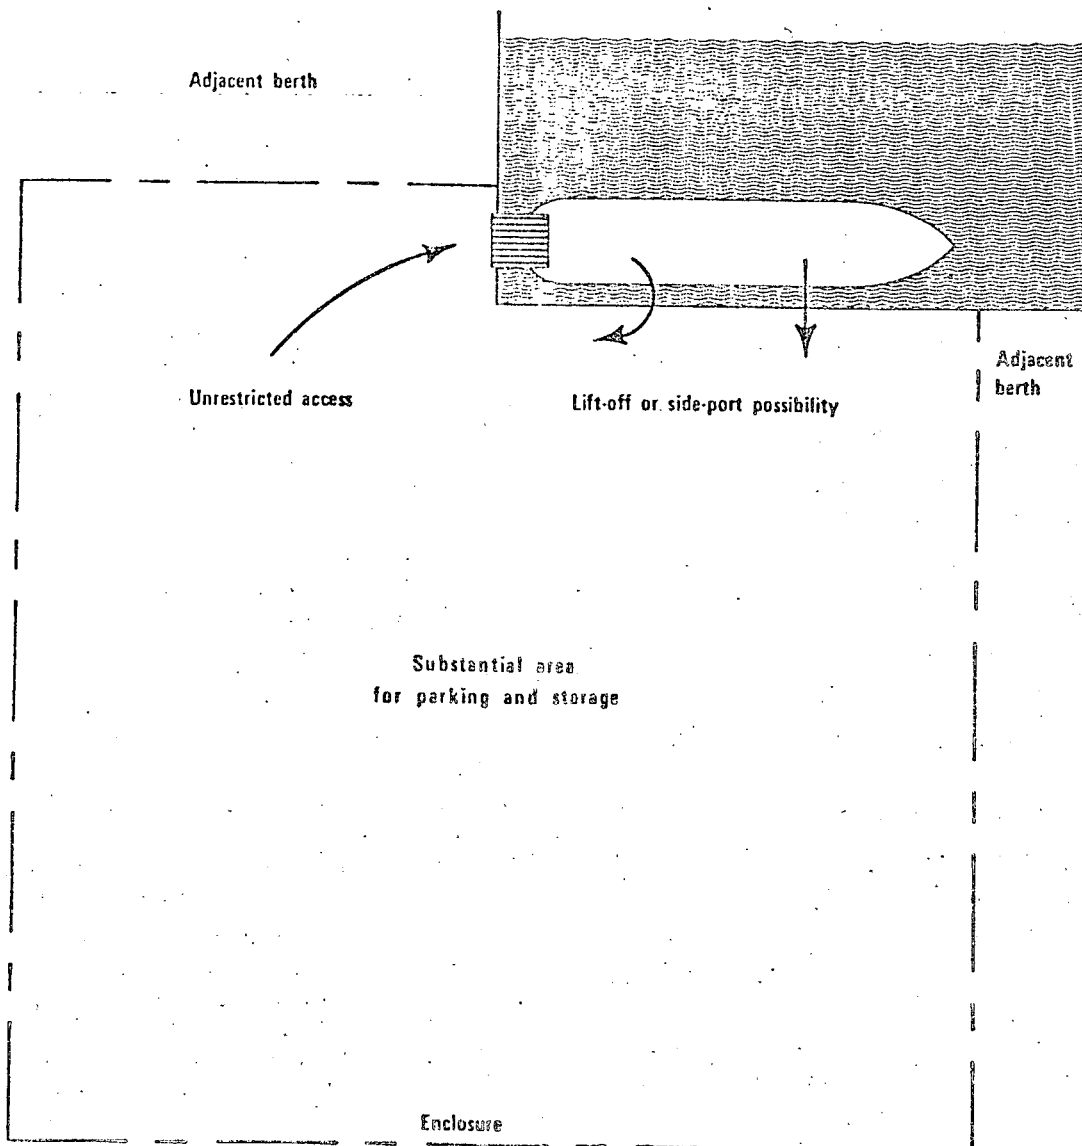 Adjacent berth
Adjacent
berth
Unrestricted access
Lift-off or side-port possibility
Substantial area
for parking and storage
Enclosure